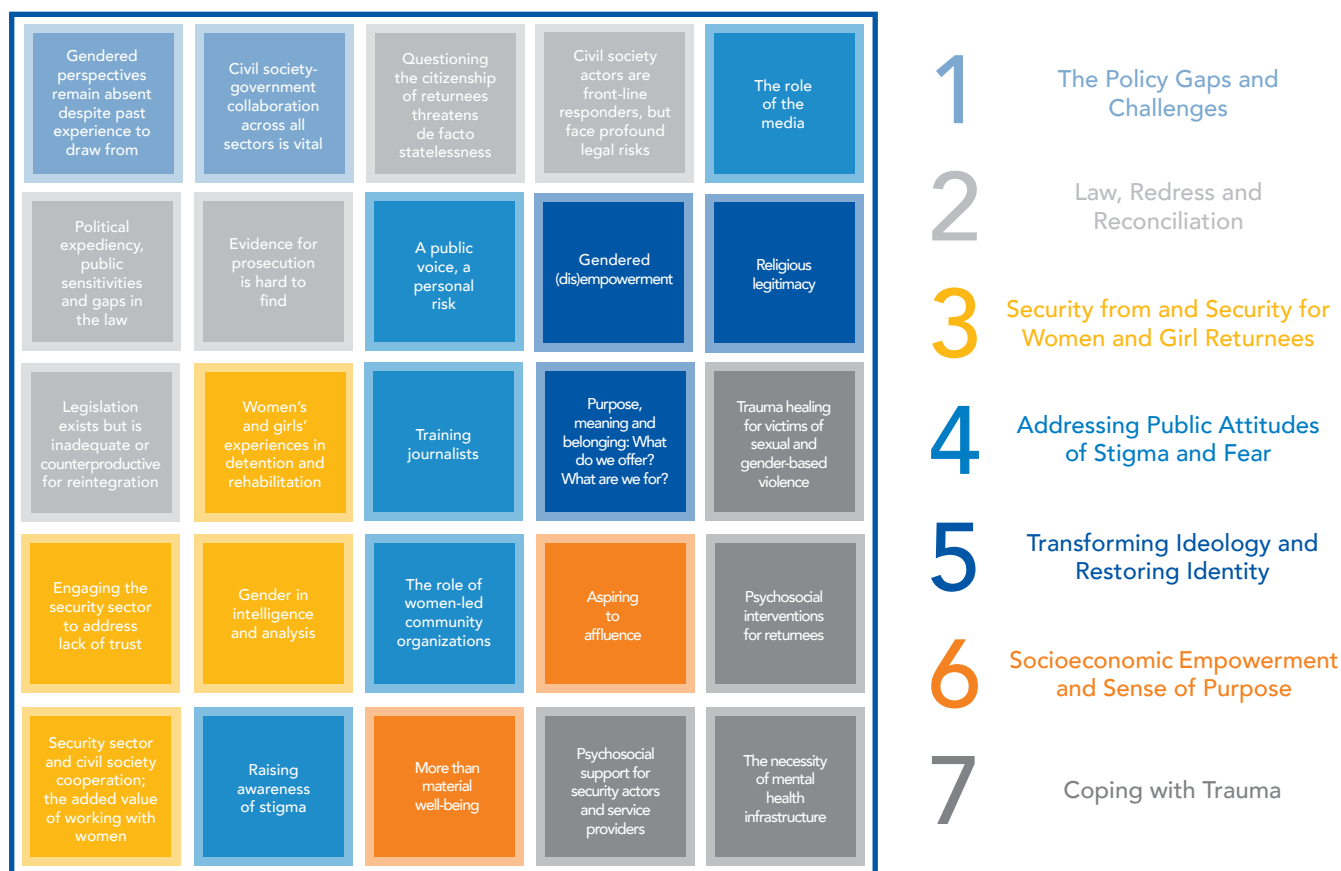 Gendered
perspectives
remain absent
despite past
experience to
draw from
Civil society-
government
collaboration
across all
sectors is vital
Questioning
the citizenship
of returnees
threatens
de facto
statelessness
Civil society
actors are
front-line
responders, but
face profound
legal risks
The role
of the
media
Political
expediency,
public
sensitivities
and gaps in
the law
Evidence for
prosecution
is hard to
find
A public
voice, a
personal
risk
Gendered
(dis)empowerment
Religious
legitimacy
Legislation
exists but is
inadequate or
counterproductive
for reintegration
Women's
and girls'
experiences in
detention and
rehabilitation
Training
journalists
Purpose,
meaning and
belonging: What
do we offer?
What are we for?
Trauma healing
for victims of
sexual and
gender-based
violence
Engaging the
security sector
to address
lack of trust
Gender in
intelligence
and analysis
The role of
women-led
community
organizations
Aspiring
to
affluence
Psychosocial
interventions
for returnees
Security sector
and civil society
cooperation;
the added value
of working with
women
Raising
awareness
of stigma
More than
material
well-being
Psychosocial
support for
security actors
and service
providers
The necessity
of mental
health
infrastructure
1
The Policy Gaps and
Challenges
2
Law, Redress and
Reconciliation
3
Security from and Security for
Women and Girl Returnees
4
Addressing Public Attitudes
of Stigma and Fear
5
Transforming Ideology and
Restoring Identity
6
Socioeconomic Empowerment
and Sense of Purpose
7
Coping with Trauma